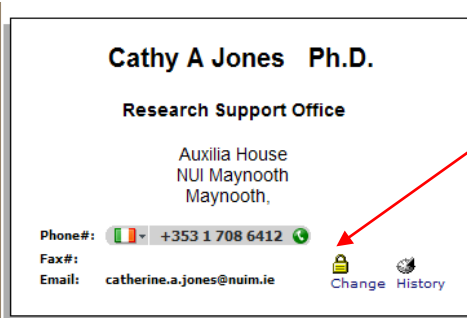 Cathy A Jones Ph.D.
Research Support Office
Auxilia House
NUI Maynooth
Maynooth,
Phone#: +353 1 708 6412
Fax#:
Email: catherine.a.jones@nuim.ie
Change History